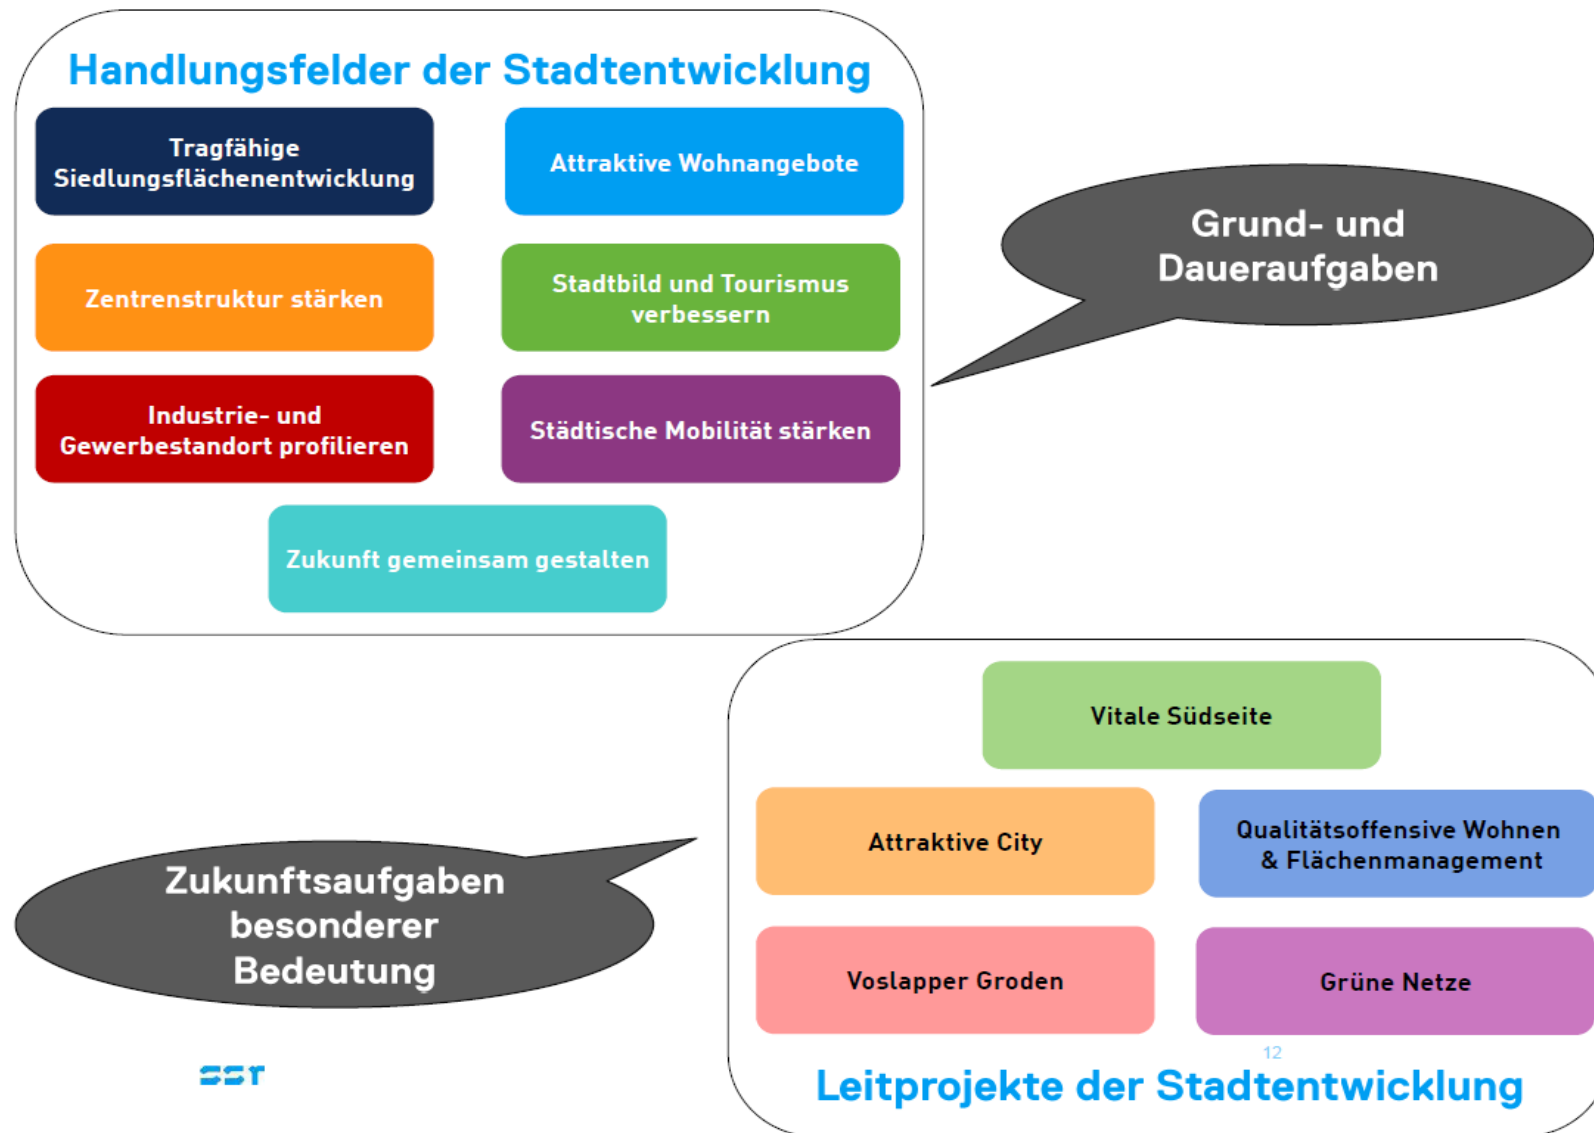 Handlungsfelder der Stadtentwicklung
Tragfähige
Siedlungsflächenentwicklung
Attraktive Wohnangebote
Zentrenstruktur stärken
Stadtbild und Tourismus
verbessern
Industrie- und
Gewerbestandort profilieren
Städtische Mobilität stärken
Zukunft gemeinsam gestalten
Grund- und
Daueraufgaben
Zukunftsaufgaben
besonderer
Bedeutung
Vitale Südseite
Attraktive City
Qualitätsoffensive Wohnen
& Flächenmanagement
Voslapper Groden
Grüne Netze
12
Leitprojekte der Stadtentwicklung
ssr